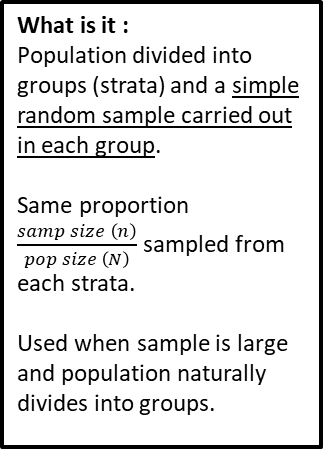 What is it :
Population divided into
groups (strata) and a simple
random sample carried out
in each group.
Same proportion
samp size (n)
pop size (N)
sampled from
each strata.
Used when sample is large
and population naturally
divides into groups.